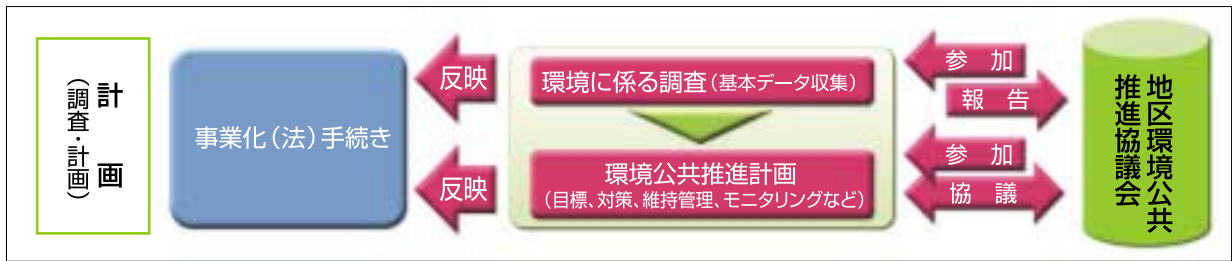 計画
（調査・計画）
事業化（法）手続き
反映
反映
環境に係る調査（基本データ収集）
環境公共推進計画
（目標、対策、維持管理、モニタリングなど）
参加
報告
参加
協議
地区環境公共
推進協議会